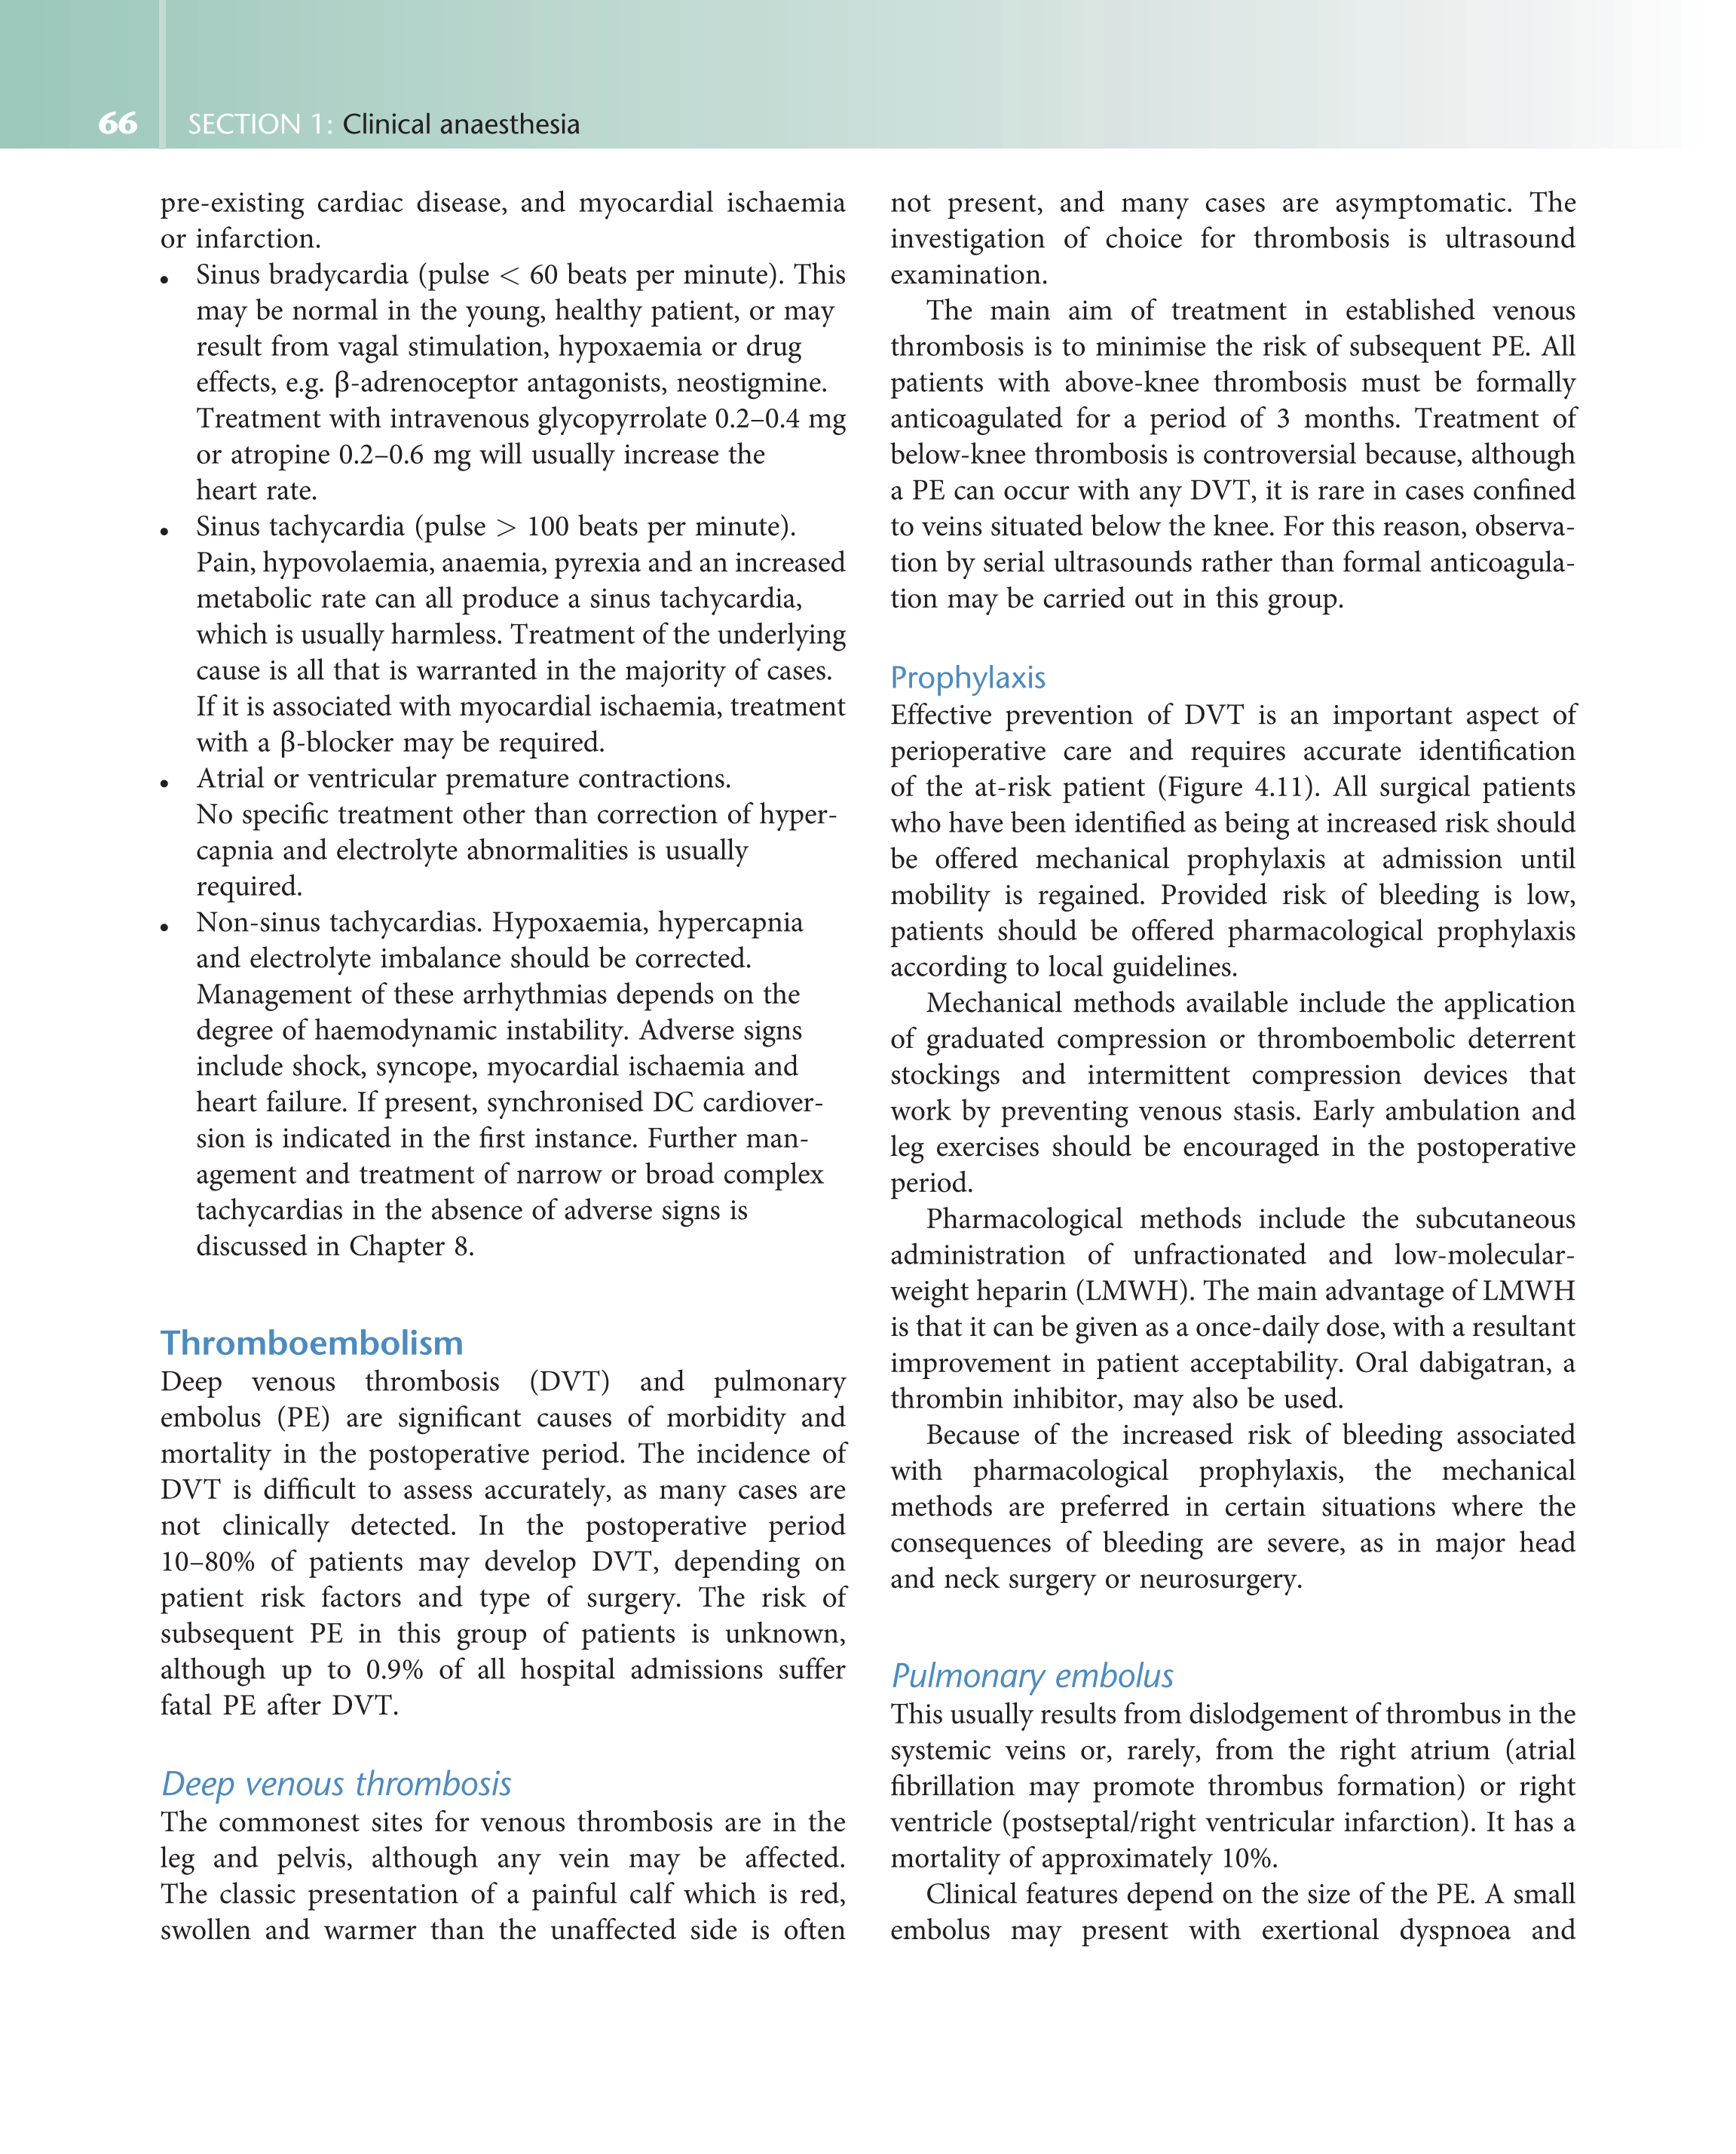 66 SECTION 1: Clinical anaesthesia
pre-existing cardiac disease, and myocardial ischaemia
or infarction.
• Sinus bradycardia (pulse < 60 beats per minute). This
may be normal in the young, healthy patient, or may
result from vagal stimulation, hypoxaemia or drug
effects, e.g. β-adrenoceptor antagonists, neostigmine.
Treatment with intravenous glycopyrrolate 0.2–0.4 mg
or atropine 0.2–0.6 mg will usually increase the
heart rate.
• Sinus tachycardia (pulse > 100 beats per minute).
Pain, hypovolaemia, anaemia, pyrexia and an increased
metabolic rate can all produce a sinus tachycardia,
which is usually harmless. Treatment of the underlying
cause is all that is warranted in the majority of cases.
If it is associated with myocardial ischaemia, treatment
with a β-blocker may be required.
• Atrial or ventricular premature contractions.
No specific treatment other than correction of hyper-
capnia and electrolyte abnormalities is usually
required.
• Non-sinus tachycardias. Hypoxaemia, hypercapnia
and electrolyte imbalance should be corrected.
Management of these arrhythmias depends on the
degree of haemodynamic instability. Adverse signs
include shock, syncope, myocardial ischaemia and
heart failure. If present, synchronised DC cardiover-
sion is indicated in the first instance. Further man-
agement and treatment of narrow or broad complex
tachycardias in the absence of adverse signs is
discussed in Chapter 8.
Thromboembolism
Deep venous thrombosis (DVT) and pulmonary
embolus (PE) are significant causes of morbidity and
mortality in the postoperative period. The incidence of
DVT is difficult to assess accurately, as many cases are
not clinically detected. In the postoperative period
10–80% of patients may develop DVT, depending on
patient risk factors and type of surgery. The risk of
subsequent PE in this group of patients is unknown,
although up to 0.9% of all hospital admissions suffer
fatal PE after DVT.
Deep venous thrombosis
The commonest sites for venous thrombosis are in the
leg and pelvis, although any vein may be affected.
The classic presentation of a painful calf which is red,
swollen and warmer than the unaffected side is often
not present, and many cases are asymptomatic. The
investigation of choice for thrombosis is ultrasound
examination.
The main aim of treatment in established venous
thrombosis is to minimise the risk of subsequent PE. All
patients with above-knee thrombosis must be formally
anticoagulated for a period of 3 months. Treatment of
below-knee thrombosis is controversial because, although
a PE can occur with any DVT, it is rare in cases confined
to veins situated below the knee. For this reason, observa-
tion by serial ultrasounds rather than formal anticoagula-
tion may be carried out in this group.
Prophylaxis
Effective prevention of DVT is an important aspect of
perioperative care and requires accurate identification
of the at-risk patient (Figure 4.11). All surgical patients
who have been identified as being at increased risk should
be offered mechanical prophylaxis at admission until
mobility is regained. Provided risk of bleeding is low,
patients should be offered pharmacological prophylaxis
according to local guidelines.
Mechanical methods available include the application
of graduated compression or thromboembolic deterrent
stockings and intermittent compression devices that
work by preventing venous stasis. Early ambulation and
leg exercises should be encouraged in the postoperative
period.
Pharmacological methods include the subcutaneous
administration of unfractionated and low-molecular-
weight heparin (LMWH). The main advantage of LMWH
is that it can be given as a once-daily dose, with a resultant
improvement in patient acceptability. Oral dabigatran, a
thrombin inhibitor, may also be used.
Because of the increased risk of bleeding associated
with pharmacological prophylaxis, the mechanical
methods are preferred in certain situations where the
consequences of bleeding are severe, as in major head
and neck surgery or neurosurgery.
Pulmonary embolus
This usually results from dislodgement of thrombus in the
systemic veins or, rarely, from the right atrium (atrial
fibrillation may promote thrombus formation) or right
ventricle (postseptal/right ventricular infarction). It has a
mortality of approximately 10%.
Clinical features depend on the size of the PE. A small
embolus may present with exertional dyspnoea and